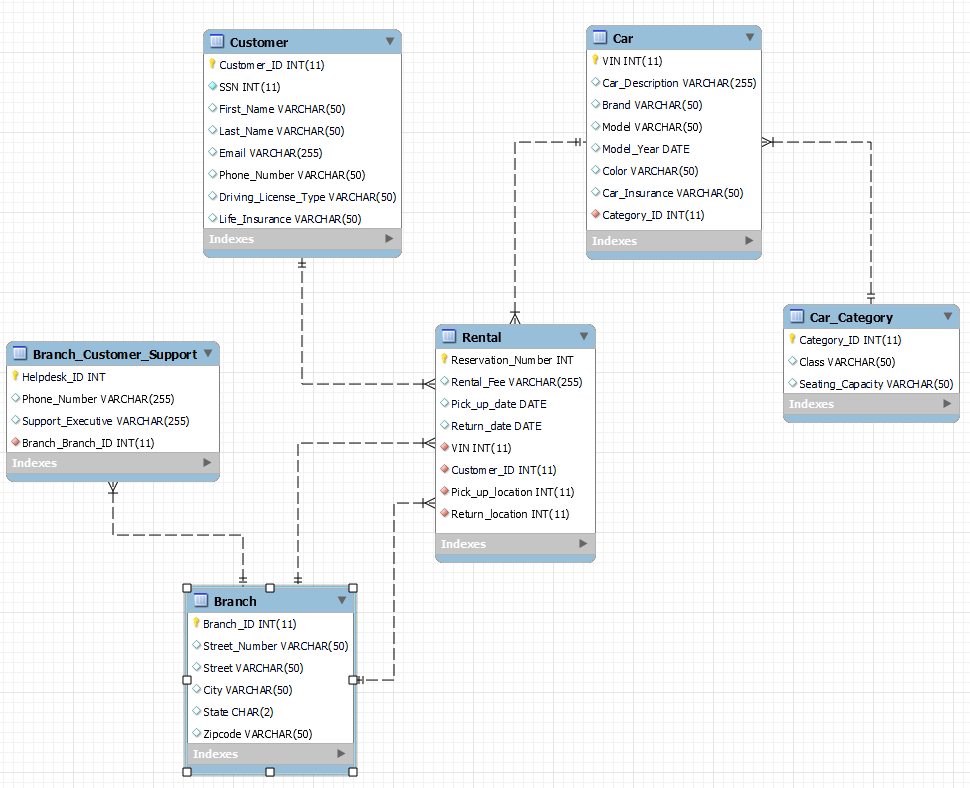 Customer
Customer_ID INT(11)
SSN INT(11)
First_Name VARCHAR(50)
Last_Name VARCHAR(50)
Email VARCHAR(255)
Phone_Number VARCHAR(50)
Driving_License_Type VARCHAR(50)
Life_Insurance VARCHAR(50)
Indexes
Car
VIN INT(11)
Car_Description VARCHAR(255)
Brand VARCHAR(50)
Model VARCHAR(50)
Model_Year DATE
Color VARCHAR(50)
Car_Insurance VARCHAR(50)
Category_ID INT(11)
Indexes
Car_Category
Category_ID INT(11)
Class VARCHAR(50)
Seating_Capacity VARCHAR(50)
Indexes
Rental
Reservation_Number INT
Rental_Fee VARCHAR(255)
Pick_up_date DATE
Return_date DATE
VIN INT(11)
Customer_ID INT(11)
Pick_up_location INT(11)
Return_location INT(11)
Indexes
Branch_Customer_Support
Helpdesk_ID INT
Phone_Number VARCHAR(255)
Support_Executive VARCHAR(255)
Branch_Branch_ID INT(11)
Indexes
Branch
Branch_ID INT(11)
Street_Number VARCHAR(50)
Street VARCHAR(50)
City VARCHAR(50)
State CHAR(2)
Zipcode VARCHAR(50)
Indexes